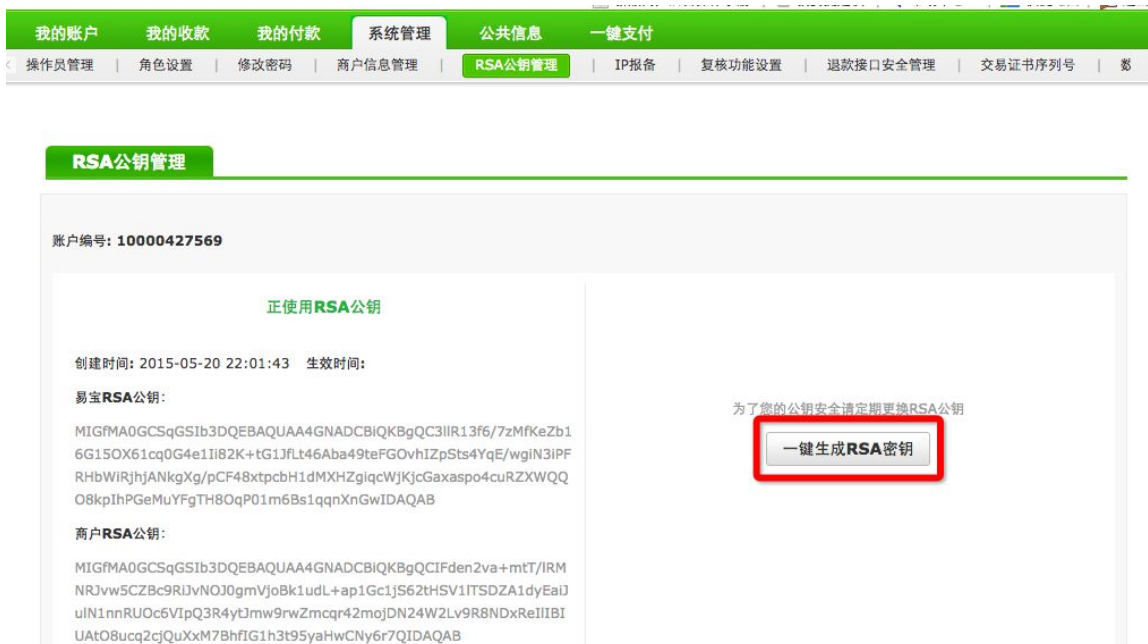 我的账户 我的收款 我的付款 系统管理 公共信息 一键支付
操作员管理 | 角色设置 | 修改密码 | 商户信息管理 | RSA公钥管理 | IP报备 | 复核功能设置 | 退款接口安全管理 | 交易证书序列号 |
RSA公钥管理
账户编号: 10000427569
正使用RSA公钥
创建时间: 2015-05-20 22:01:43 生效时间:
易宝RSA公钥:
MIGfMA0GCSqGSIb3DQEBAQUAA4GNADCBiQKBgQC3llR13f6/7zMfKeZb1
6G15OX61cq0G4e1Ii82K+tG1JfLt46Aba49teFGOvhIZpSts4YqE/wgiN3iPF
RHbWiRjhjANkgXg/pCF48xtpcbH1dMXHZgiqcWjKjcGaxaspo4cuRZXWQQ
O8kpIhPGeMuYFgTH8OqP01m6Bs1qqnXnGwIDAQAB
商户RSA公钥:
MIGfMA0GCSqGSIb3DQEBAQUAA4GNADCBiQKBgQCIFden2va+mtT/lRM
NRJvw5CZBc9RiJvNOJ0gmVjoBk1udL+ap1Gc1jS62tHSV1lTSDZA1dyEaiJ
ulN1nnRUOc6VIpQ3R4ytJmw9rwZmcqr42mojDN24W2Lv9R8NDxReIlIBI
UAtO8ucq2cjQuXxM7BhfIG1h3t95yaHwCNy6r7QIDAQAB
为了您的公钥安全请定期更换RSA公钥
一键生成RSA密钥